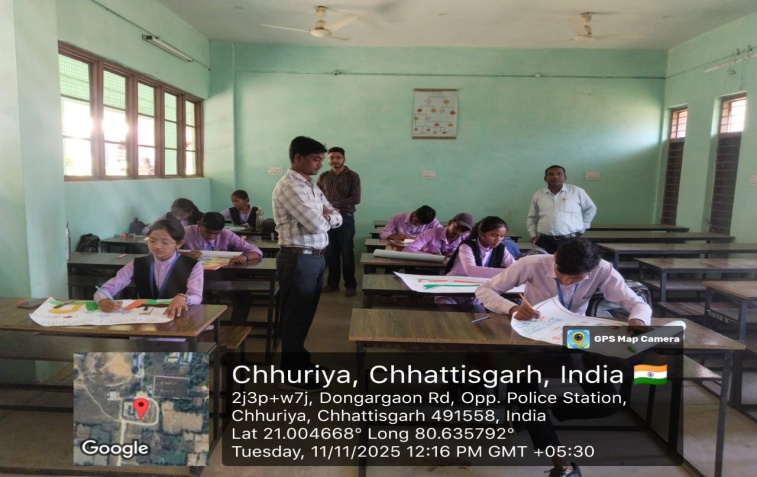 GPS Map Camera
Chhuriya, Chhattisgarh, India
2j3p+w7j, Dongargaon Rd, Opp. Police Station,
Chhuriya, Chhattisgarh 491558, India
Lat 21.004668° Long 80.635792°
Tuesday, 11/11/2025 12:16 PM GMT +05:30
Google